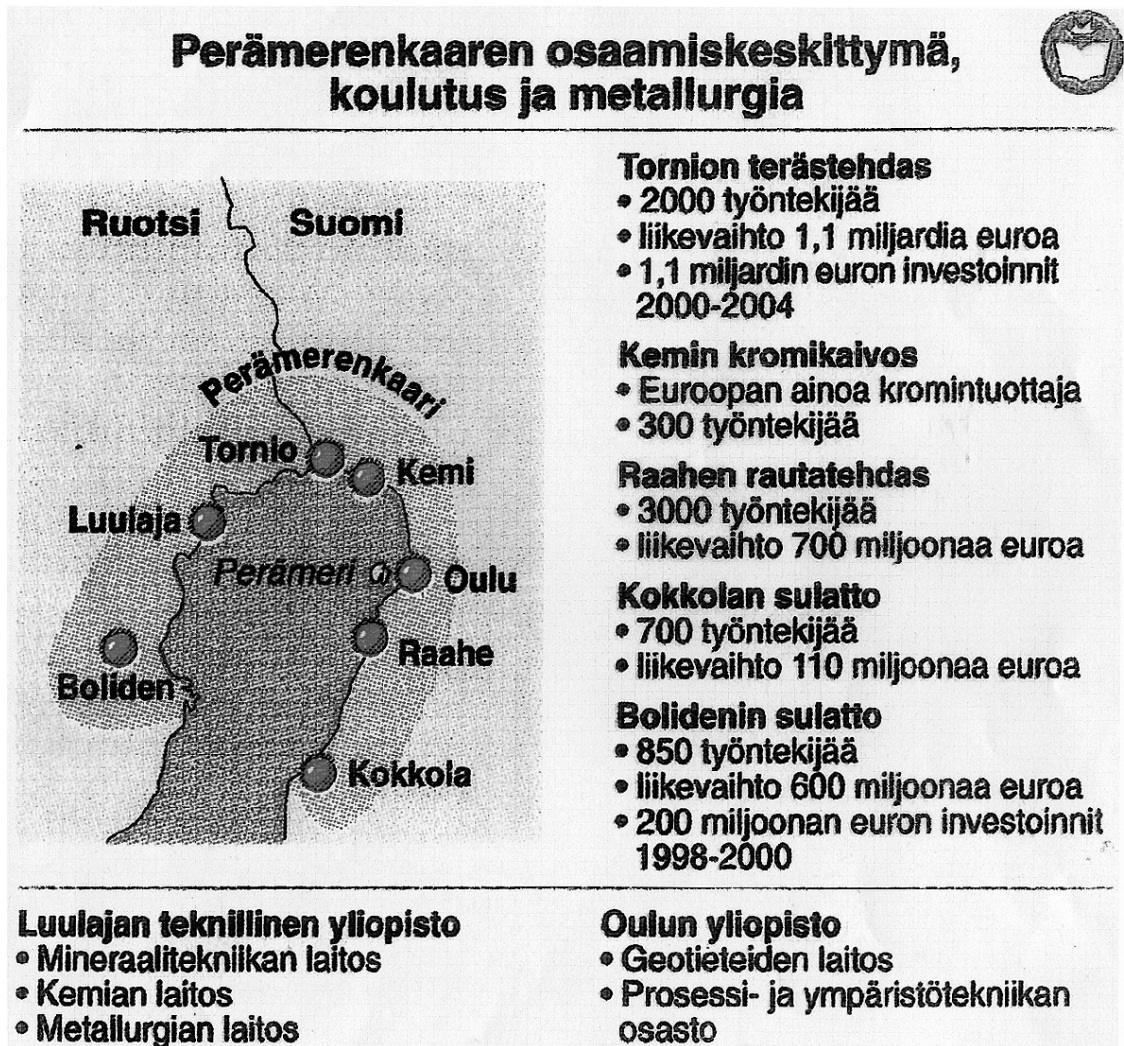 Perämerenkaaren osaamiskeskittymä,
koulutus ja metallurgia
Ruotsi
Suomi
Perämerenkaari
Tornio
Kemi
Luulaja
Perämeri
Oulu
Raahe
Boliden
Kokkola
Tornion terästehdas
• 2000 työntekijää
• liikevaihto 1,1 miljardia euroa
• 1,1 miljardin euron investoinnit
2000-2004
Kemin kromikaivos
• Euroopan ainoa kromintuottaja
• 300 työntekijää
Raahen rautatehdas
• 3000 työntekijää
• liikevaihto 700 miljoonaa euroa
Kokkolan sulatto
• 700 työntekijää
• liikevaihto 110 miljoonaa euroa
Bolidenin sulatto
• 850 työntekijää
• liikevaihto 600 miljoonaa euroa
• 200 miljoonan euron investoinnit
1998-2000
Luulajan teknillinen yliopisto
• Mineraalitekniikan laitos
• Kemian laitos
• Metallurgian laitos
Oulun yliopisto
• Geotieteiden laitos
• Prosessi- ja ympäristötekniikan
osasto